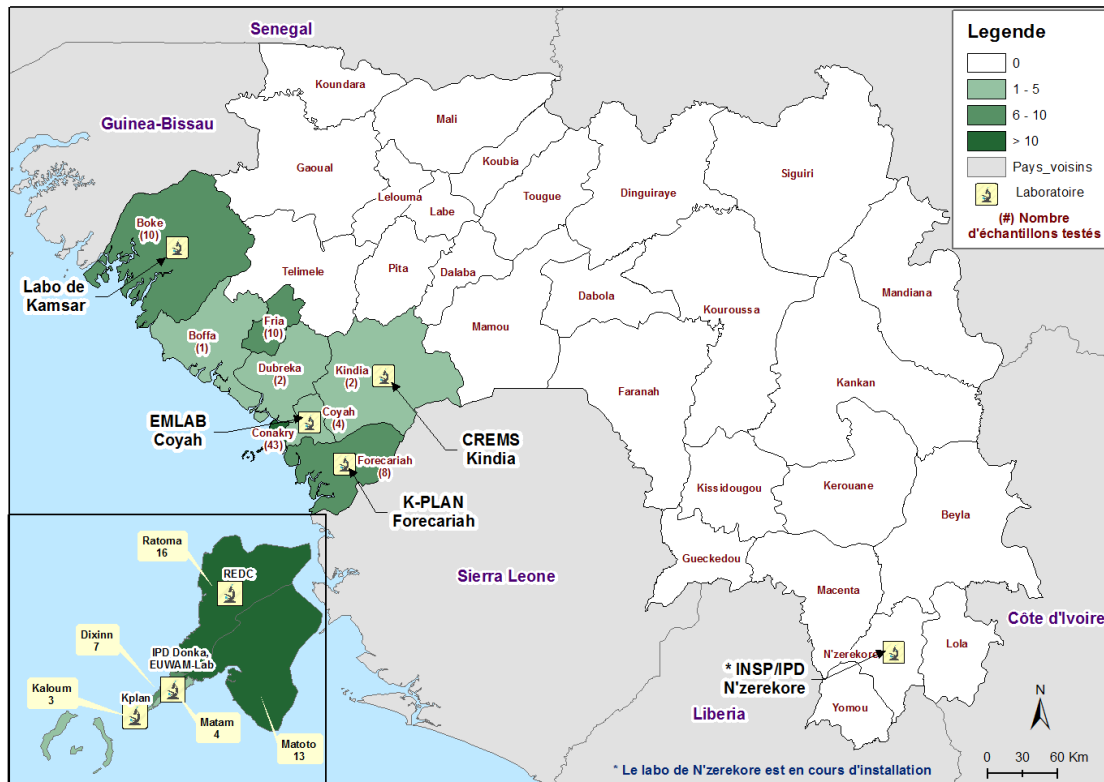 Senegal
Legende
0
1 - 5
6 - 10
> 10
Pays_voisins
Laboratoire
(#) Nombre
d'échantillons testés
Guinea-Bissau
Koundara
Mali
Koubia
Gaoual
Lelouma
Labe
Tougue
Dinguiraye
Siguiri
Boke
(10)
Labo de
Kamsar
Telimele
Pita
Dalaba
Dabola
Mandiana
Kouroussa
Mamou
Boffa
(1)
Fria
(10)
Dubreka
(2)
Kindia
(2)
Faranah
Kankan
EMLAB
Coyah
Coyah
(4)
Conakry
(43)
CREMS
Kindia
Forecariah
(8)
K-PLAN
Forecariah
Kissidougou
Kerouane
Beyla
Gueckedou
Macenta
Sierra Leone
Côte d'Ivoire
N'zerekore
Lola
* INSP/IPD
N'zerekore
Yomou
Liberia
N
0 30 60 Km
* Le labo de N'zerekore est en cours d'installation
Ratoma
16
REDC
Dixinn
7
IPD Donka,
EUWAM-Lab
Kaloum
3
Kplan
Matam
4
Matoto
13